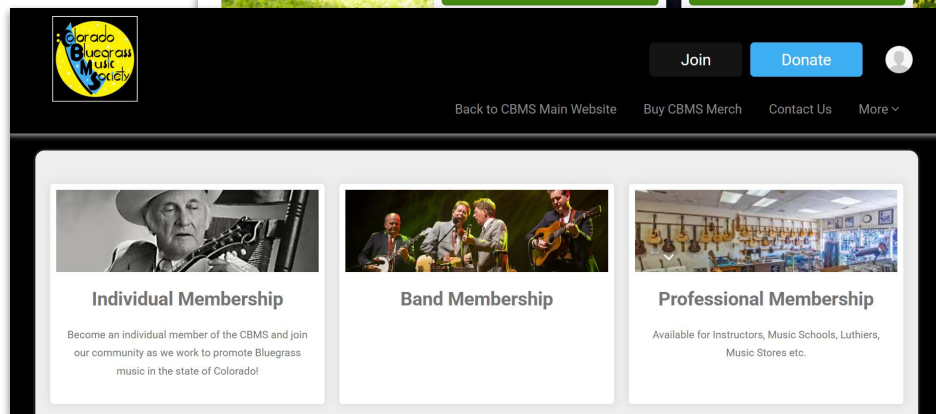 Colorado
Bluegrass
Music
Society
Join
Donate
Back to CBMS Main Website
Buy CBMS Merch
Contact Us
More
Individual Membership
Become an individual member of the CBMS and join
our community as we work to promote Bluegrass
music in the state of Colorado!
Band Membership
Professional Membership
Available for Instructors, Music Schools, Luthiers,
Music Stores etc.